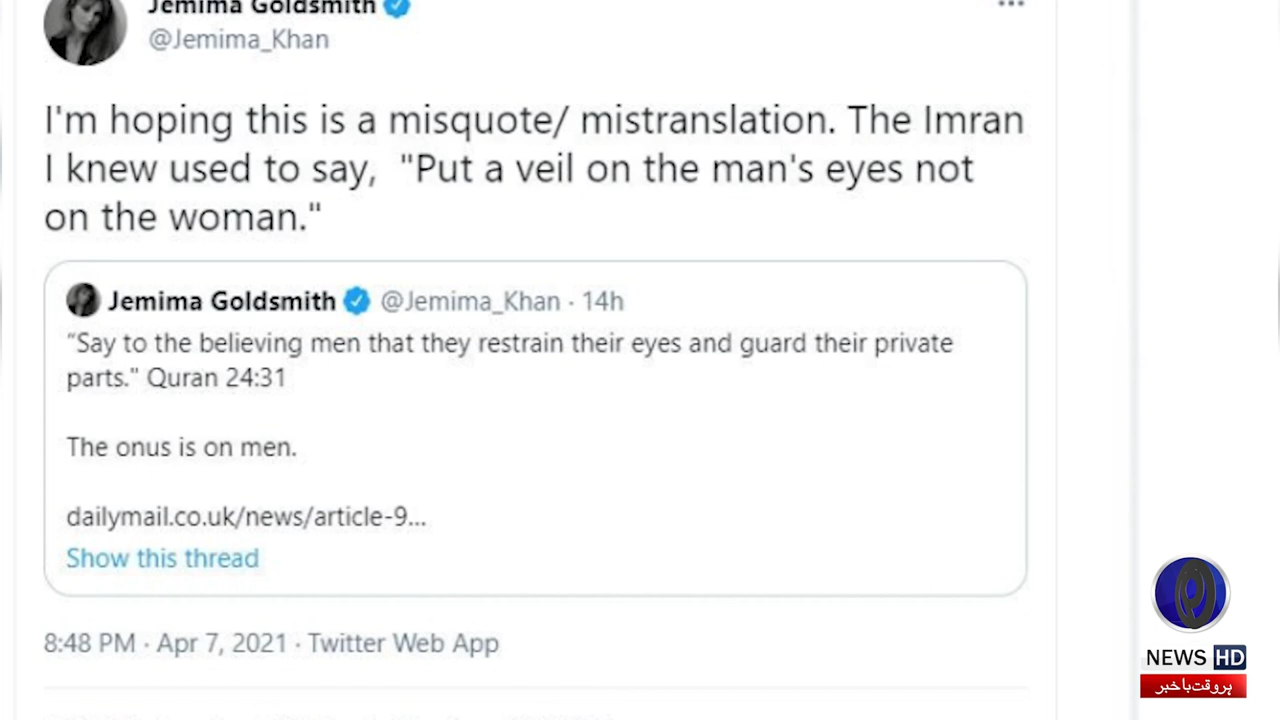 Jemima Goldsmith
@Jemima_Khan
I'm hoping this is a misquote/ mistranslation. The Imran
I knew used to say, "Put a veil on the man's eyes not
on the woman."
Jemima Goldsmith @Jemima_Khan · 14h
"Say to the believing men that they restrain their eyes and guard their private
parts." Quran 24:31
The onus is on men.
dailymail.co.uk/news/article-9...
Show this thread
8:48 PM · Apr 7, 2021 · Twitter Web App
NEWS HD
ہر وقت باخبر